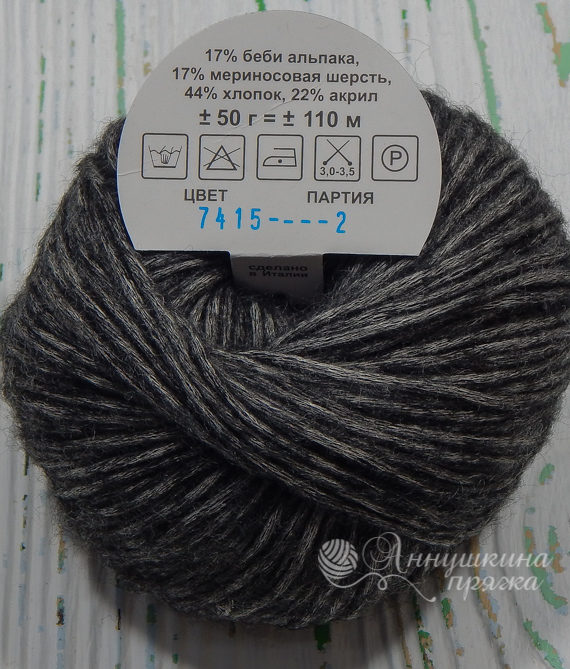 17% беби альпака,
17% мериносовая шерсть,
44% хлопок, 22% акрил
± 50 г = ± 110 м
3,0-3,5
P
ЦВЕТ ПАРТИЯ
7415----2
сделано
в Италии
Аннушкина
пряжа